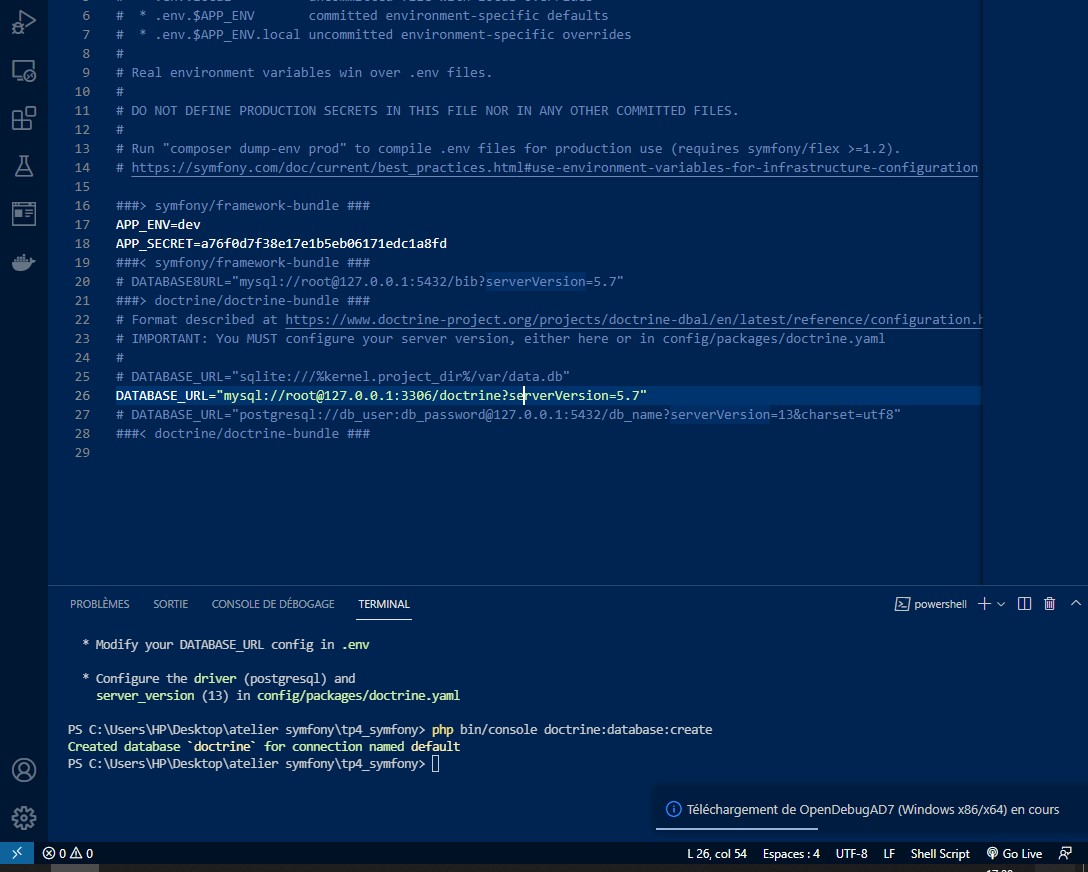 6 #  * .env.$APP_ENV       committed environment-specific defaults
7 #  * .env.$APP_ENV.local uncommitted environment-specific overrides
8 #
9 # Real environment variables win over .env files.
10 #
11 # DO NOT DEFINE PRODUCTION SECRETS IN THIS FILE NOR IN ANY OTHER COMMITTED FILES.
12 #
13 # Run "composer dump-env prod" to compile .env files for production use (requires symfony/flex >=1.2).
14 # https://symfony.com/doc/current/best_practices.html#use-environment-variables-for-infrastructure-configuration
15
16 ###> symfony/framework-bundle ###
17 APP_ENV=dev
18 APP_SECRET=a76f0d7f38e17e1b5eb06171edc1a8fd
19 ###< symfony/framework-bundle ###
20 # DATABASE8URL="mysql://root@127.0.0.1:5432/bib?serverVersion=5.7"
21 ###> doctrine/doctrine-bundle ###
22 # Format described at https://www.doctrine-project.org/projects/doctrine-dbal/en/latest/reference/configuration.h
23 # IMPORTANT: You MUST configure your server version, either here or in config/packages/doctrine.yaml
24 #
25 # DATABASE_URL="sqlite:///%kernel.project_dir%/var/data.db"
26 DATABASE_URL="mysql://root@127.0.0.1:3306/doctrine?serverVersion=5.7"
27 # DATABASE_URL="postgresql://db_user:db_password@127.0.0.1:5432/db_name?serverVersion=13&charset=utf8"
28 ###< doctrine/doctrine-bundle ###
29
PROBLÈMES SORTIE CONSOLE DE DÉBOGAGE TERMINAL powershell
* Modify your DATABASE_URL config in .env
* Configure the driver (postgresql) and
server_version (13) in config/packages/doctrine.yaml
PS C:\Users\HP\Desktop\atelier symfony\tp4_symfony> php bin/console doctrine:database:create
Created database `doctrine` for connection named default
PS C:\Users\HP\Desktop\atelier symfony\tp4_symfony>
Téléchargement de OpenDebugAD7 (Windows x86/x64) en cours
0 0 L 26, col 54 Espaces : 4 UTF-8 LF Shell Script Go Live